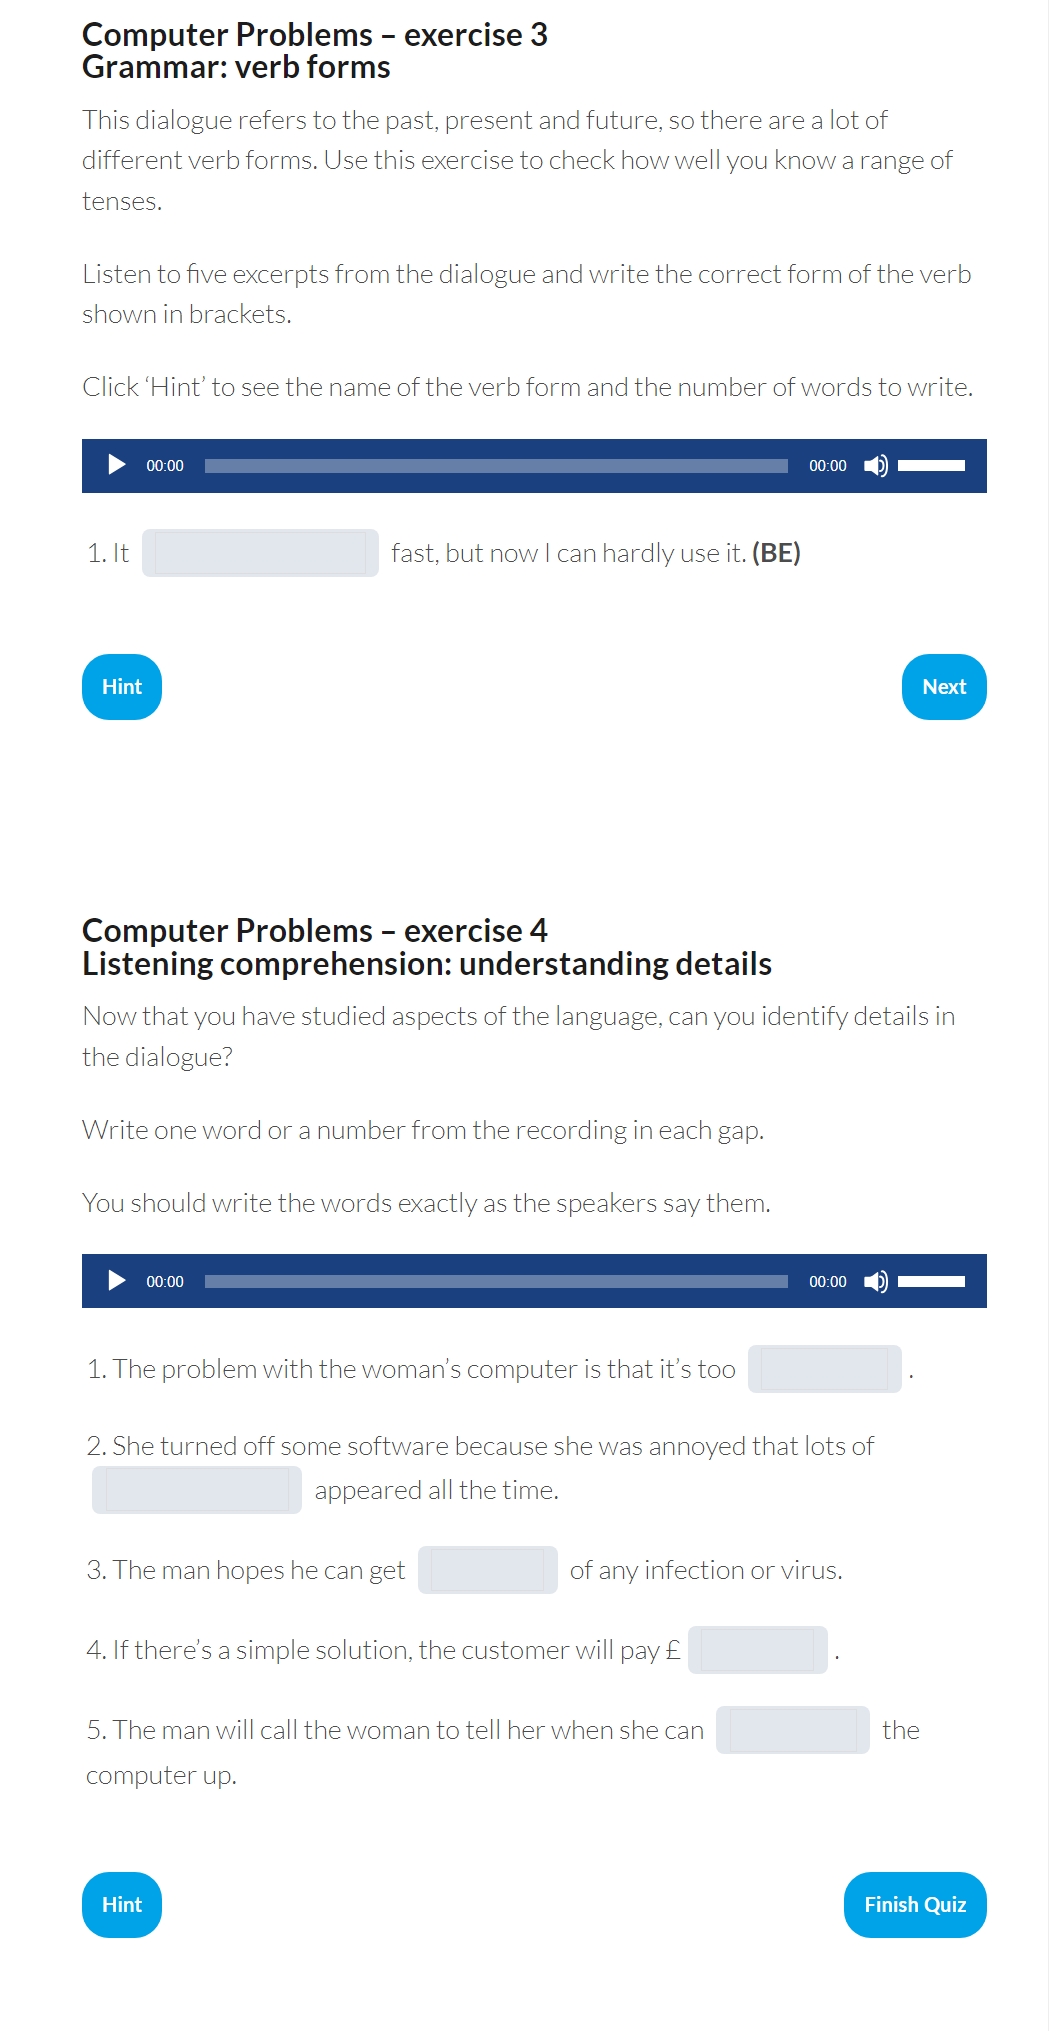 Computer Problems – exercise 3
Grammar: verb forms
This dialogue refers to the past, present and future, so there are a lot of
different verb forms. Use this exercise to check how well you know a range of
tenses.
Listen to five excerpts from the dialogue and write the correct form of the verb
shown in brackets.
Click ‘Hint’ to see the name of the verb form and the number of words to write.
00:00 00:00
1. It fast, but now I can hardly use it. (BE)
Hint Next
Computer Problems – exercise 4
Listening comprehension: understanding details
Now that you have studied aspects of the language, can you identify details in
the dialogue?
Write one word or a number from the recording in each gap.
You should write the words exactly as the speakers say them.
00:00 00:00
1. The problem with the woman’s computer is that it’s too .
2. She turned off some software because she was annoyed that lots of
appeared all the time.
3. The man hopes he can get of any infection or virus.
4. If there’s a simple solution, the customer will pay £ .
5. The man will call the woman to tell her when she can the
computer up.
Hint Finish Quiz